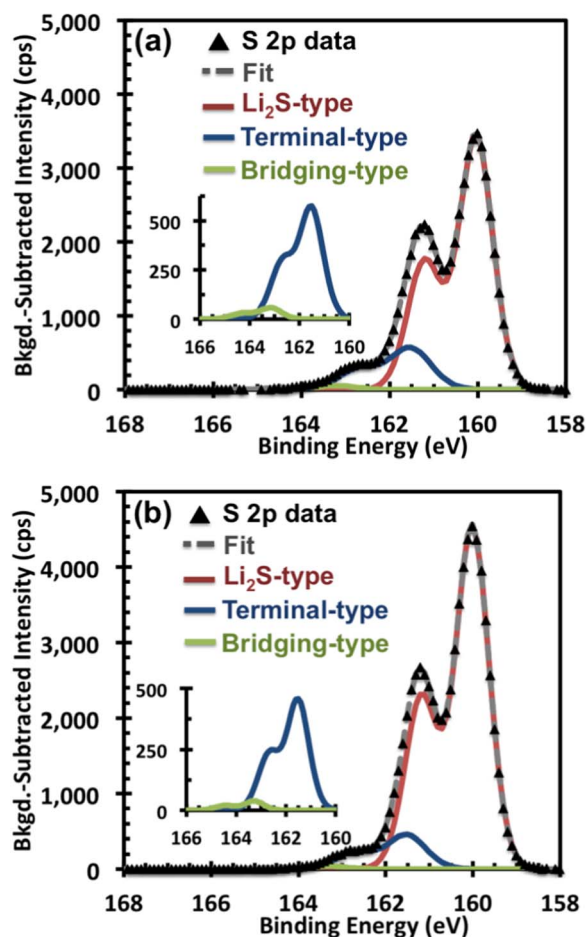 5,000
(a)
▲ S 2p data
4,000
Fit
Li₂S-type
3,000
Terminal-type
Bridging-type
2,000
500
250
1,000
0
166 164 162 160
0
168 166 164 162 160 158
Binding Energy (eV)
Bkgd.-Subtracted Intensity (cps)
5,000
(b)
▲ S 2p data
Fit
4,000
Li₂S-type
Terminal-type
3,000
Bridging-type
500
2,000
250
1,000
0
166 164 162 160
0
168 166 164 162 160 158
Binding Energy (eV)
Bkgd.-Subtracted Intensity (cps)